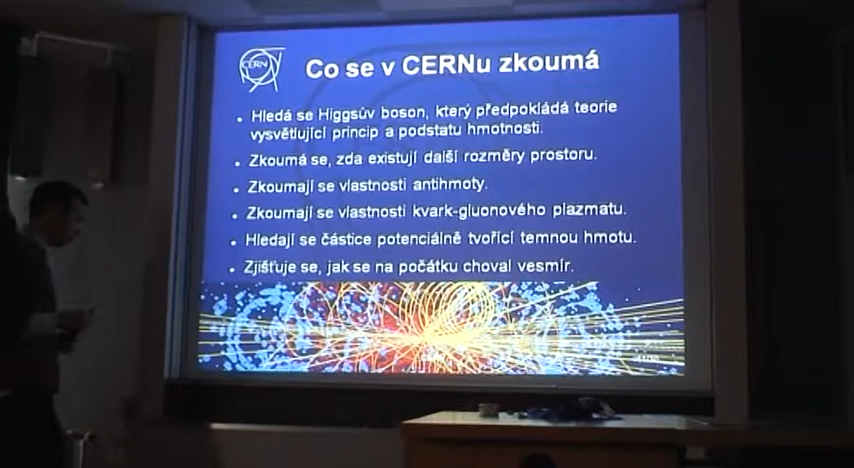 CERN
Co se v CERNu zkoumá
• Hledá se Higgsův boson, který předpokládá teorie
vysvětlující princip a podstatu hmotnosti.
• Zkoumá se, zda existují další rozměry prostoru.
• Zkoumají se vlastnosti antihmoty.
• Zkoumají se vlastnosti kvark-gluonového plazmatu.
• Hledají se částice potenciálně tvořící temnou hmotu.
• Zjišťuje se, jak se na počátku choval vesmír.